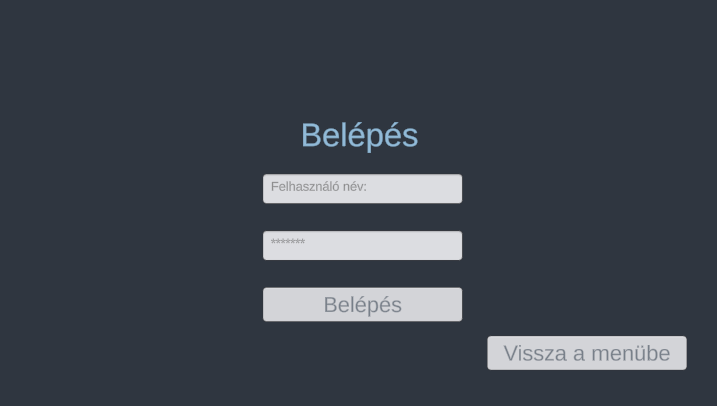 Belépés
Felhasználó név:
*******
Belépés
Vissza a menübe